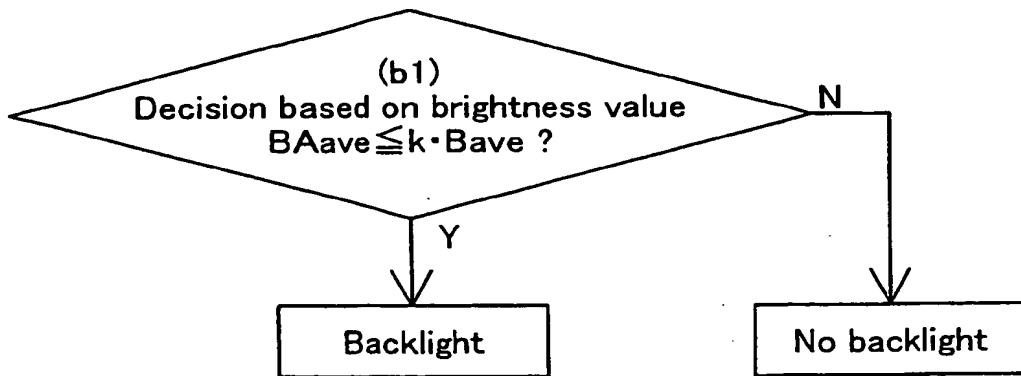 (b1)
Decision based on brightness value
BAave≦k・Bave ?
N
Y
Backlight
No backlight